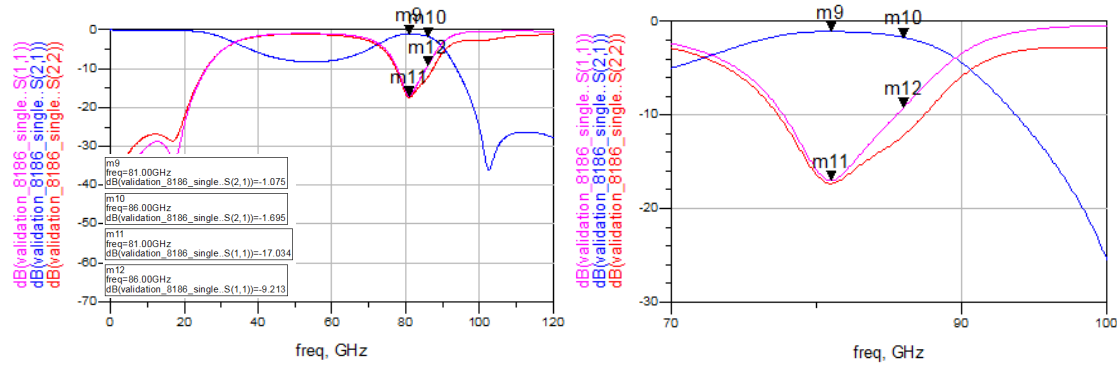 dB(validation_8186_single..S(1,1))
dB(validation_8186_single..S(2,1))
dB(validation_8186_single..S(2,2))
0
-10
-20
-30
-40
-50
-60
-70
0
20
40
60
80
100
120
freq, GHz
m9
m10
m12
m11
m9
freq=81.00GHz
dB(validation_8186_single..S(2,1))=-1.075
m10
freq=86.00GHz
dB(validation_8186_single..S(2,1))=-1.695
m11
freq=81.00GHz
dB(validation_8186_single..S(1,1))=-17.034
m12
freq=86.00GHz
dB(validation_8186_single..S(1,1))=-9.213
dB(validation_8186_single..S(1,1))
dB(validation_8186_single..S(2,1))
dB(validation_8186_single..S(2,2))
0
-10
-20
-30
70
90
100
freq, GHz
m9
m10
m12
m11